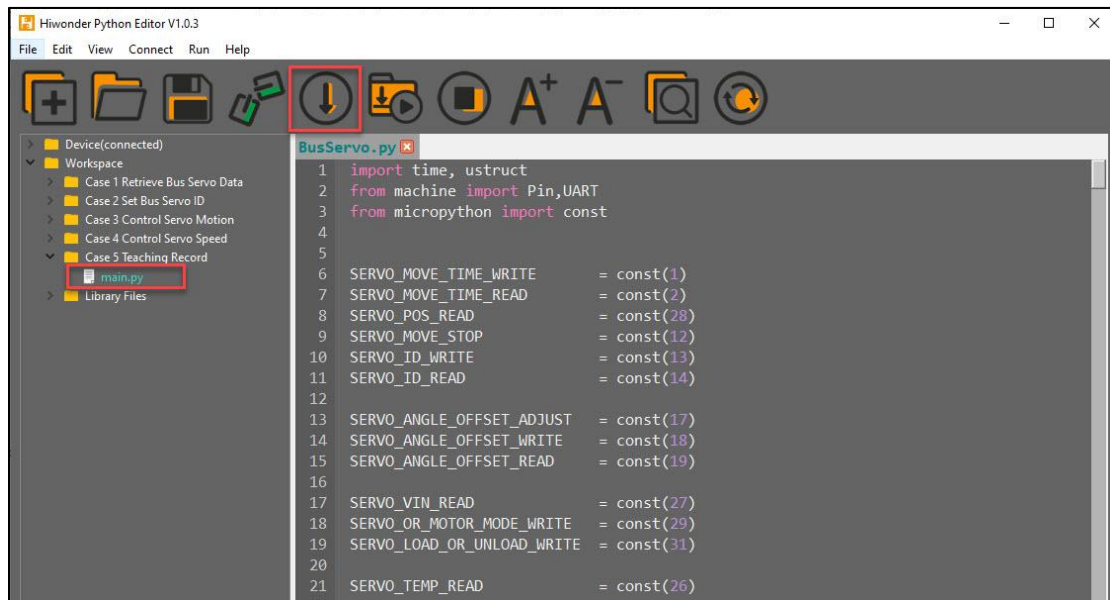 Hiwonder Python Editor V1.0.3
File Edit View Connect Run Help
A+ A-
Device(connected)
Workspace
Case 1 Retrieve Bus Servo Data
Case 2 Set Bus Servo ID
Case 3 Control Servo Motion
Case 4 Control Servo Speed
Case 5 Teaching Record
main.py
Library Files
BusServo.py
1 import time, ustruct
2 from machine import Pin,UART
3 from micropython import const
4
5
6 SERVO_MOVE_TIME_WRITE = const(1)
7 SERVO_MOVE_TIME_READ = const(2)
8 SERVO_POS_READ = const(28)
9 SERVO_MOVE_STOP = const(12)
10 SERVO_ID_WRITE = const(13)
11 SERVO_ID_READ = const(14)
12
13 SERVO_ANGLE_OFFSET_ADJUST = const(17)
14 SERVO_ANGLE_OFFSET_WRITE = const(18)
15 SERVO_ANGLE_OFFSET_READ = const(19)
16
17 SERVO_VIN_READ = const(27)
18 SERVO_OR_MOTOR_MODE_WRITE = const(29)
19 SERVO_LOAD_OR_UNLOAD_WRITE = const(31)
20
21 SERVO_TEMP_READ = const(26)